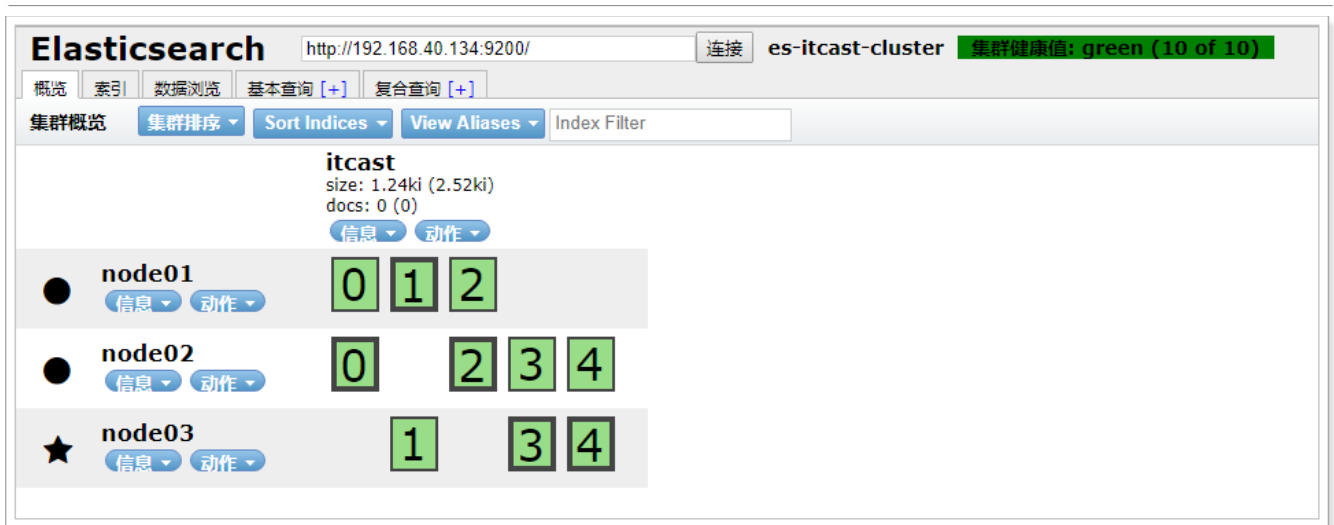 Elasticsearch http://192.168.40.134:9200/ 连接 es-itcast-cluster 集群健康值: green (10 of 10)
概览 索引 数据浏览 基本查询 [+] 复合查询 [+]
集群概览 集群排序 Sort Indices View Aliases Index Filter
itcast
size: 1.24ki (2.52ki)
docs: 0 (0)
信息 动作
node01 0 1 2
信息 动作
node02 0 2 3 4
信息 动作
node03 1 3 4
信息 动作